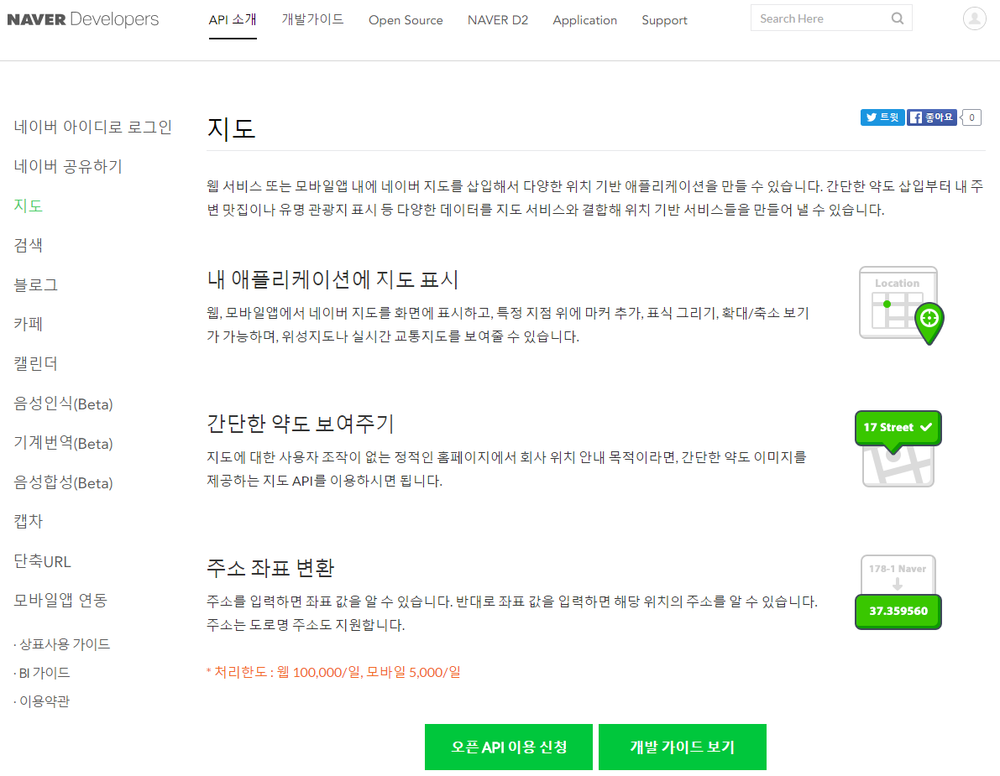 NAVER Developers
API 소개
개발가이드
Open Source
NAVER D2
Application
Support
Search Here
네이버 아이디로 로그인
네이버 공유하기
지도
검색
블로그
카페
캘린더
음성인식(Beta)
기계번역(Beta)
음성합성(Beta)
캡차
단축URL
모바일앱 연동
· 상표사용 가이드
· BI 가이드
· 이용약관
지도
트윗
좋아요
0
웹 서비스 또는 모바일앱 내에 네이버 지도를 삽입해서 다양한 위치 기반 애플리케이션을 만들 수 있습니다. 간단한 약도 삽입부터 내 주
변 맛집이나 유명 관광지 표시 등 다양한 데이터를 지도 서비스와 결합해 위치 기반 서비스들을 만들어 낼 수 있습니다.
내 애플리케이션에 지도 표시
웹, 모바일앱에서 네이버 지도를 화면에 표시하고, 특정 지점 위에 마커 추가, 표식 그리기, 확대/축소 보기
가 가능하며, 위성지도나 실시간 교통지도를 보여줄 수 있습니다.
Location
간단한 약도 보여주기
지도에 대한 사용자 조작이 없는 정적인 홈페이지에서 회사 위치 안내 목적이라면, 간단한 약도 이미지를
제공하는 지도 API를 이용하시면 됩니다.
17 Street
주소 좌표 변환
주소를 입력하면 좌표 값을 알 수 있습니다. 반대로 좌표 값을 입력하면 해당 위치의 주소를 알 수 있습니다.
주소는 도로명 주소도 지원합니다.
178-1 Naver
37.359560
* 처리한도 : 웹 100,000/일, 모바일 5,000/일
오픈 API 이용 신청
개발 가이드 보기